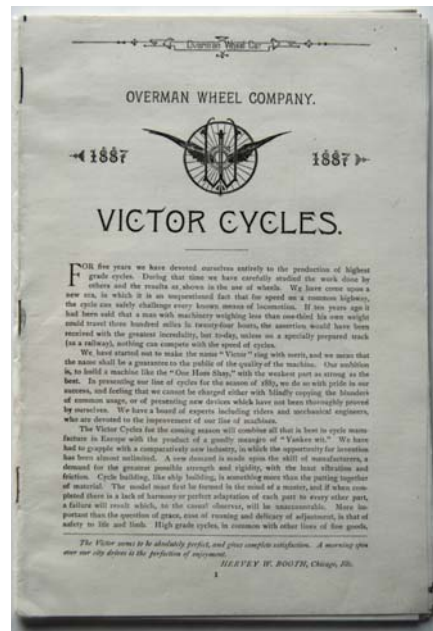 Overman Wheel Co.
OVERMAN WHEEL COMPANY.
1887 1887
VICTOR CYCLES.
FOR five years we have devoted ourselves entirely to the production of highest
grade cycles. During that time we have carefully studied the work done by
others and the results as shown in the use of wheels. We have come upon a
new era, in which it is an unquestioned fact that for speed on a common highway,
the cycle can safely challenge every known means of locomotion. If ten years ago it
had been said that a man with machinery weighing less than one-third his own weight
could travel three hundred miles in twenty-four hours, the assertion would have been
received with the greatest incredulity, but to-day, unless on a specially prepared track
(as a railway), nothing can compete with the speed of cycles.
We have started out to make the name "Victor" ring with merit, and we mean that
the name shall be a guarantee to the public of the quality of the machine. Our ambition
is, to build a machine like the "One Hoss Shay," with the weakest part as strong as the
best. In presenting our line of cycles for the season of 1887, we do so with pride in our
success, and feeling that we cannot be charged either with blindly copying the blunders
of common usage, or of presenting new devices which have not been thoroughly proved
by ourselves. We have a board of experts including riders and mechanical engineers,
who are devoted to the improvement of our line of machines.
The Victor Cycles for the coming season will combine all that is best in cycle manu-
facture in Europe with the product of a goodly measure of "Yankee wit." We have
had to grapple with a comparatively new industry, in which the opportunity for invention
has been almost unlimited. A new demand is made upon the skill of manufacturers, a
demand for the greatest possible strength and rigidity, with the least vibration and
friction. Cycle building, like ship building, is something more than the putting together
of material. The model must first be formed in the mind of a master, and if when com-
pleted there is a lack of harmony or perfect adaptation of each part to every other part,
a failure will result which, to the casual observer, will be unaccountable. More im-
portant than the question of grace, ease of running and delicacy of adjustment, is that of
safety to life and limb. High grade cycles, in common with other lines of fine goods,
The Victor seems to be absolutely perfect, and gives complete satisfaction. A morning spin
over our city drives is the perfection of enjoyment.
HERVEY W. BOOTH, Chicago, Ills.
1